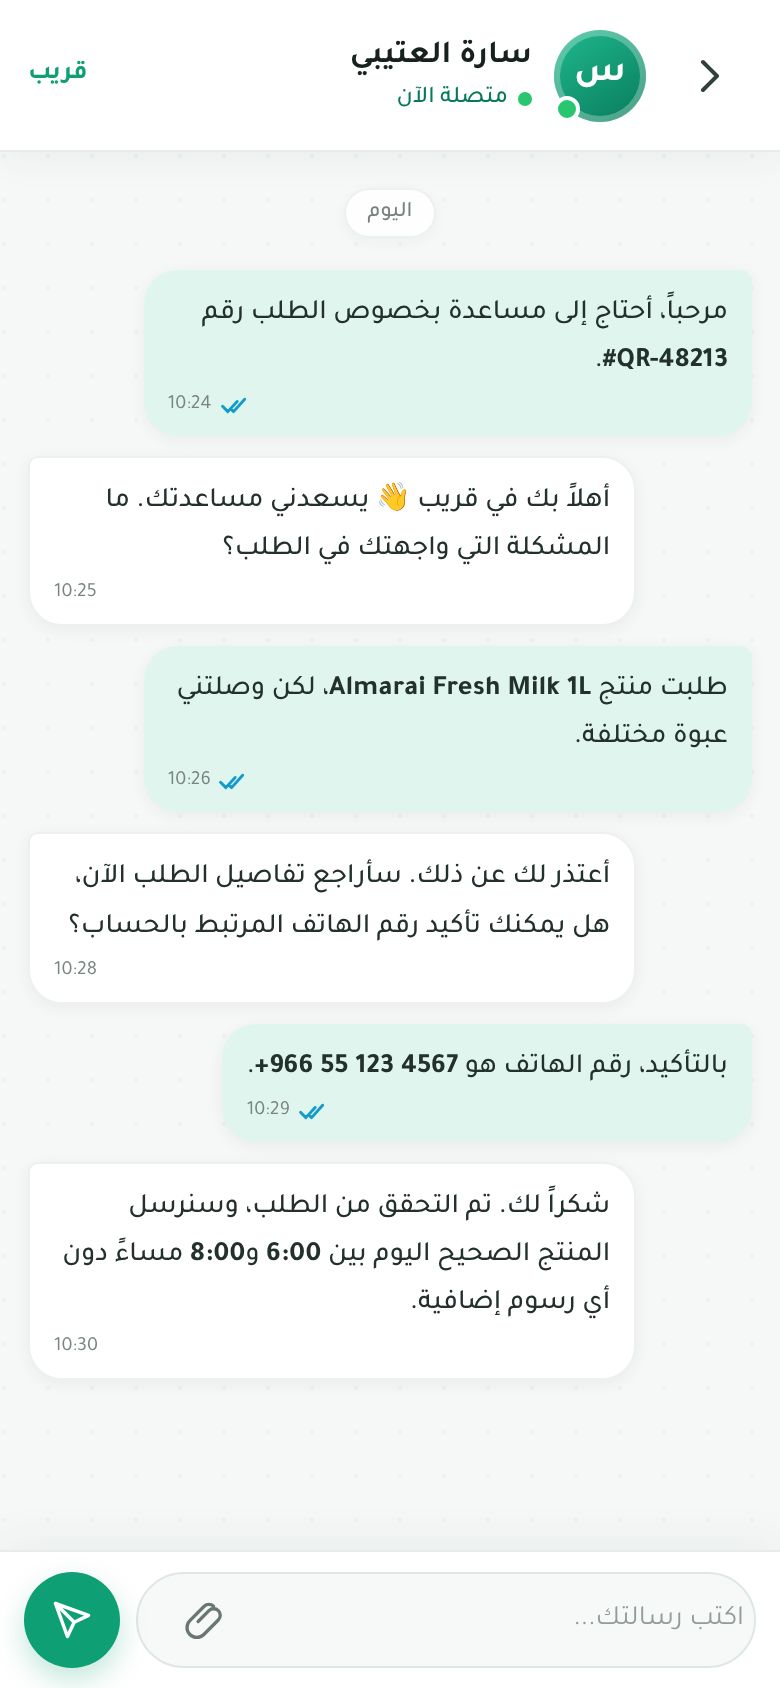 سارة العتيبي
س
متصلة الآن
قريب
اليوم
مرحباً، أحتاج إلى مساعدة بخصوص الطلب رقم
#QR-48213.
10:24
أهلاً بك في قريب 👋 يسعدني مساعدتك. ما
المشكلة التي واجهتك في الطلب؟
10:25
طلبت منتج Almarai Fresh Milk 1L، لكن وصلتني
عبوة مختلفة.
10:26
أعتذر لك عن ذلك. سأراجع تفاصيل الطلب الآن،
هل يمكنك تأكيد رقم الهاتف المرتبط بالحساب؟
10:28
بالتأكيد، رقم الهاتف هو +966 55 123 4567.
10:29
شكراً لك. تم التحقق من الطلب، وسنرسل
المنتج الصحيح اليوم بين 6:00 و8:00 مساءً دون
أي رسوم إضافية.
10:30
اكتب رسالتك...